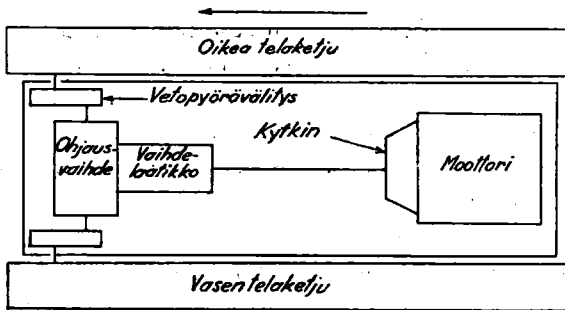 Oikea telaketju
Vetopyörävälitys
Kytkin
Ohjaus-
vaihde
Vaihde-
laatikko
Moottori
Vasen telaketju